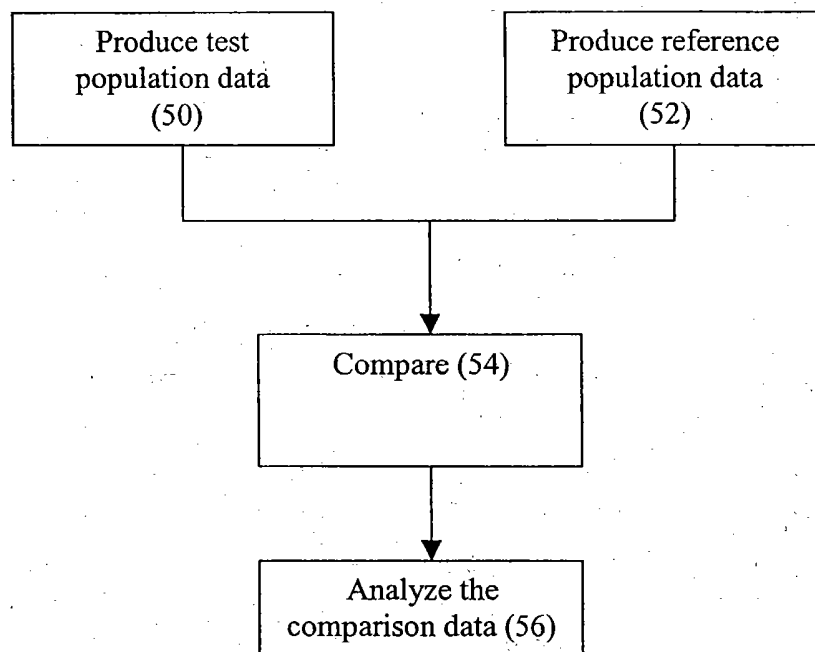 Produce test
population data
(50)
Produce reference
population data
(52)
Compare (54)
Analyze the
comparison data (56)